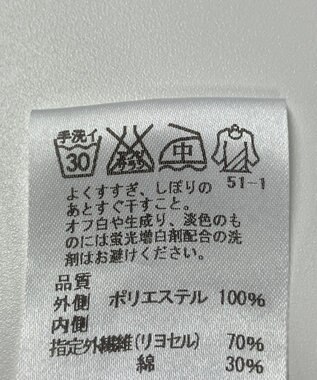 手洗イ
30 中
51-1
よくすすぎ、しぼりの
あとすぐ干すこと。
オフ白や生成り、淡色のも
のには蛍光増白剤配合の洗
剤はお避けください。
品質
外側 ポリエステル 100%
内側
指定外繊維(リヨセル) 70%
綿 30%